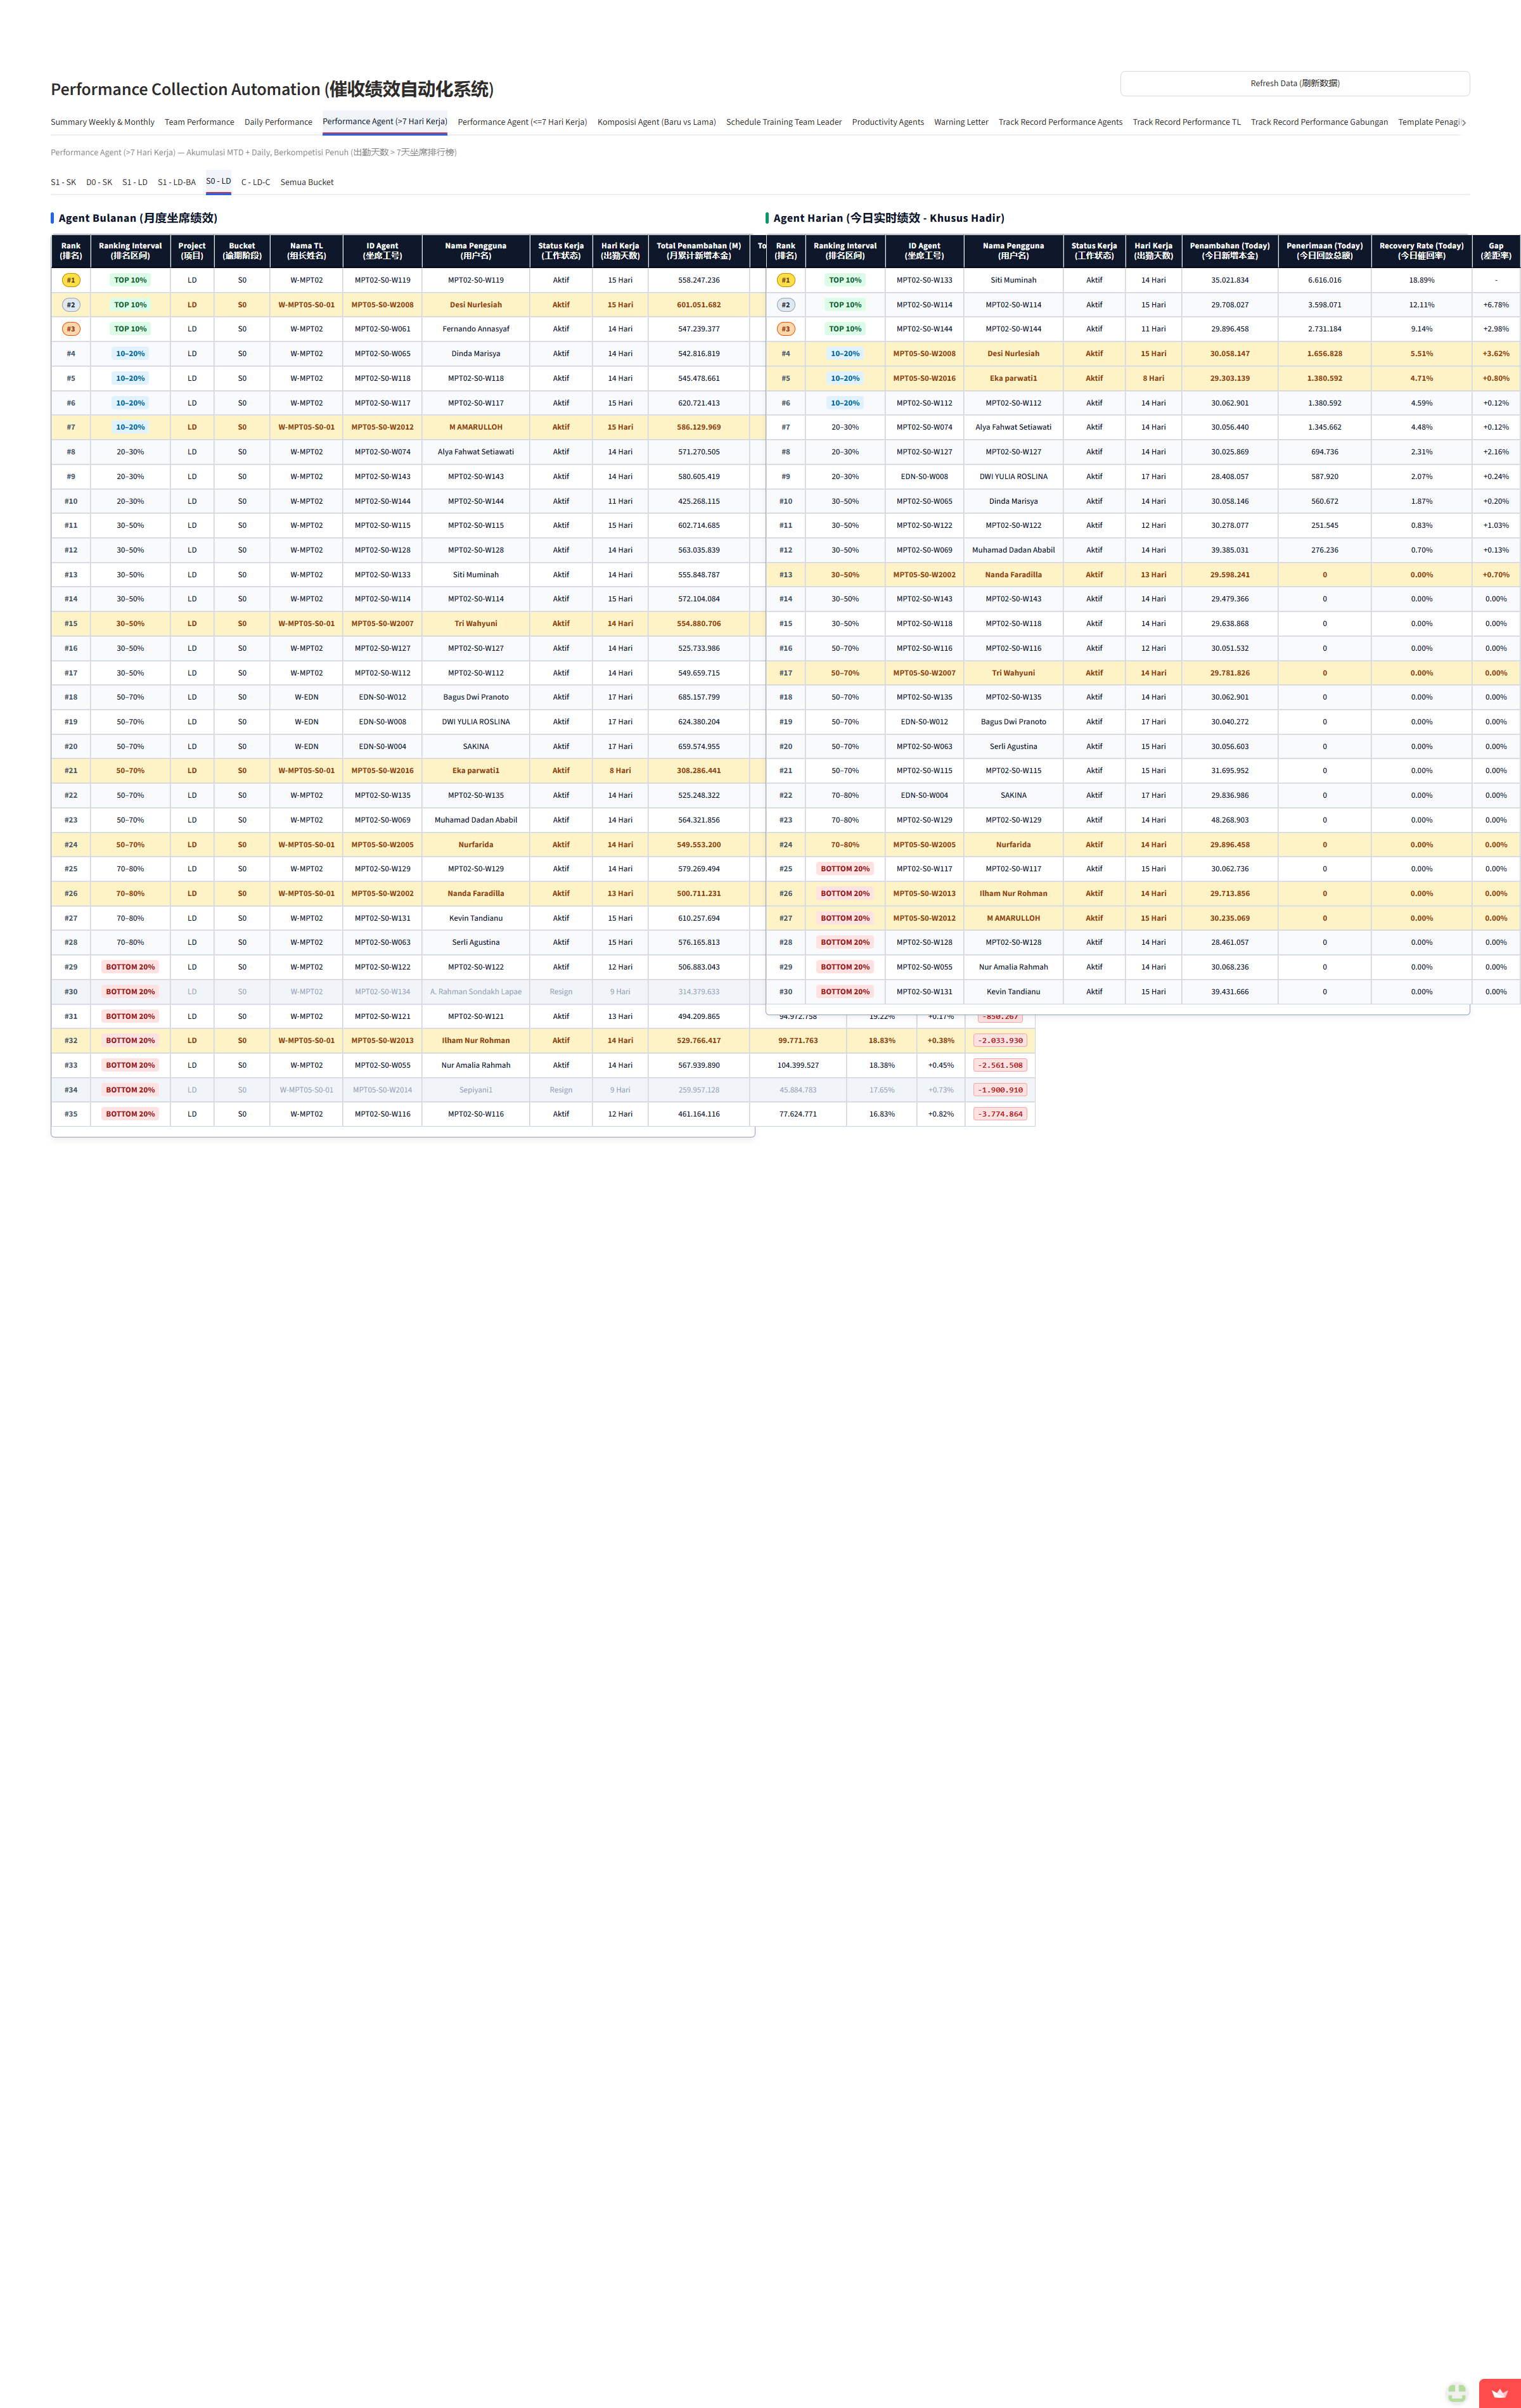 Performance Collection Automation (催收绩效自动化系统)
Refresh Data (刷新数据)
Summary Weekly & Monthly Team Performance Daily Performance Performance Agent (>7 Hari Kerja) Performance Agent (<=7 Hari Kerja) Komposisi Agent (Baru vs Lama) Schedule Training Team Leader Productivity Agents Warning Letter Track Record Performance Agents Track Record Performance TL Track Record Performance Gabungan Template Penagi
Performance Agent (>7 Hari Kerja) — Akumulasi MTD + Daily, Berkompetisi Penuh (出勤天数 > 7天坐席排行榜)
S1 - SK D0 - SK S1 - LD S1 - LD-BA S0 - LD C - LD-C Semua Bucket
Agent Bulanan (月度坐席绩效)
Rank Ranking Interval Project Bucket Nama TL ID Agent Nama Pengguna Status Kerja Hari Kerja Total Penambahan (M) To
(排名) (排名区间) (项目) (逾期阶段) (组长姓名) (坐席工号) (用户名) (工作状态) (出勤天数) (月累计新增本金)
#1 TOP 10% LD S0 W-MPT02 MPT02-S0-W119 MPT02-S0-W119 Aktif 15 Hari 558.247.236
#2 TOP 10% LD S0 W-MPT05-S0-01 MPT05-S0-W2008 Desi Nurlesiah Aktif 15 Hari 601.051.682
#3 TOP 10% LD S0 W-MPT02 MPT02-S0-W061 Fernando Annasyaf Aktif 14 Hari 547.239.377
#4 10–20% LD S0 W-MPT02 MPT02-S0-W065 Dinda Marisya Aktif 14 Hari 542.816.819
#5 10–20% LD S0 W-MPT02 MPT02-S0-W118 MPT02-S0-W118 Aktif 14 Hari 545.478.661
#6 10–20% LD S0 W-MPT02 MPT02-S0-W117 MPT02-S0-W117 Aktif 15 Hari 620.721.413
#7 10–20% LD S0 W-MPT05-S0-01 MPT05-S0-W2012 M AMARULLOH Aktif 15 Hari 586.129.969
#8 20–30% LD S0 W-MPT02 MPT02-S0-W074 Alya Fahwat Setiawati Aktif 14 Hari 571.270.505
#9 20–30% LD S0 W-MPT02 MPT02-S0-W143 MPT02-S0-W143 Aktif 14 Hari 580.605.419
#10 20–30% LD S0 W-MPT02 MPT02-S0-W144 MPT02-S0-W144 Aktif 11 Hari 425.268.115
#11 30–50% LD S0 W-MPT02 MPT02-S0-W115 MPT02-S0-W115 Aktif 15 Hari 602.714.685
#12 30–50% LD S0 W-MPT02 MPT02-S0-W128 MPT02-S0-W128 Aktif 14 Hari 563.035.839
#13 30–50% LD S0 W-MPT02 MPT02-S0-W133 Siti Muminah Aktif 14 Hari 555.848.787
#14 30–50% LD S0 W-MPT02 MPT02-S0-W114 MPT02-S0-W114 Aktif 15 Hari 572.104.084
#15 30–50% LD S0 W-MPT05-S0-01 MPT05-S0-W2007 Tri Wahyuni Aktif 14 Hari 554.880.706
#16 30–50% LD S0 W-MPT02 MPT02-S0-W127 MPT02-S0-W127 Aktif 14 Hari 525.733.986
#17 30–50% LD S0 W-MPT02 MPT02-S0-W112 MPT02-S0-W112 Aktif 14 Hari 549.659.715
#18 50–70% LD S0 W-EDN EDN-S0-W012 Bagus Dwi Pranoto Aktif 17 Hari 685.157.799
#19 50–70% LD S0 W-EDN EDN-S0-W008 DWI YULIA ROSLINA Aktif 17 Hari 624.380.204
#20 50–70% LD S0 W-EDN EDN-S0-W004 SAKINA Aktif 17 Hari 659.574.955
#21 50–70% LD S0 W-MPT05-S0-01 MPT05-S0-W2016 Eka parwati1 Aktif 8 Hari 308.286.441
#22 50–70% LD S0 W-MPT02 MPT02-S0-W135 MPT02-S0-W135 Aktif 14 Hari 525.248.322
#23 50–70% LD S0 W-MPT02 MPT02-S0-W069 Muhamad Dadan Ababil Aktif 14 Hari 564.321.856
#24 50–70% LD S0 W-MPT05-S0-01 MPT05-S0-W2005 Nurfarida Aktif 14 Hari 549.553.200
#25 70–80% LD S0 W-MPT02 MPT02-S0-W129 MPT02-S0-W129 Aktif 14 Hari 579.269.494
#26 70–80% LD S0 W-MPT05-S0-01 MPT05-S0-W2002 Nanda Faradilla Aktif 13 Hari 500.711.231
#27 70–80% LD S0 W-MPT02 MPT02-S0-W131 Kevin Tandianu Aktif 15 Hari 610.257.694
#28 70–80% LD S0 W-MPT02 MPT02-S0-W063 Serli Agustina Aktif 15 Hari 576.165.813
#29 BOTTOM 20% LD S0 W-MPT02 MPT02-S0-W122 MPT02-S0-W122 Aktif 12 Hari 506.883.043
#30 BOTTOM 20% LD S0 W-MPT02 MPT02-S0-W134 A. Rahman Sondakh Lapae Resign 9 Hari 314.379.633
#31 BOTTOM 20% LD S0 W-MPT02 MPT02-S0-W121 MPT02-S0-W121 Aktif 13 Hari 494.209.865 94.972.758 19.22% +0.17% -850.267
#32 BOTTOM 20% LD S0 W-MPT05-S0-01 MPT05-S0-W2013 Ilham Nur Rohman Aktif 14 Hari 529.766.417 99.771.763 18.83% +0.38% -2.033.930
#33 BOTTOM 20% LD S0 W-MPT02 MPT02-S0-W055 Nur Amalia Rahmah Aktif 14 Hari 567.939.890 104.399.527 18.38% +0.45% -2.561.508
#34 BOTTOM 20% LD S0 W-MPT05-S0-01 MPT05-S0-W2014 Sepiyani1 Resign 9 Hari 259.957.128 45.884.783 17.65% +0.73% -1.900.910
#35 BOTTOM 20% LD S0 W-MPT02 MPT02-S0-W116 MPT02-S0-W116 Aktif 12 Hari 461.164.116 77.624.771 16.83% +0.82% -3.774.864
Agent Harian (今日实时绩效 - Khusus Hadir)
Rank Ranking Interval ID Agent Nama Pengguna Status Kerja Hari Kerja Penambahan (Today) Penerimaan (Today) Recovery Rate (Today) Gap
(排名) (排名区间) (坐席工号) (用户名) (工作状态) (出勤天数) (今日新增本金) (今日回款总额) (今日催回率) (差距率)
#1 TOP 10% MPT02-S0-W133 Siti Muminah Aktif 14 Hari 35.021.834 6.616.016 18.89% -
#2 TOP 10% MPT02-S0-W114 MPT02-S0-W114 Aktif 15 Hari 29.708.027 3.598.071 12.11% +6.78%
#3 TOP 10% MPT02-S0-W144 MPT02-S0-W144 Aktif 11 Hari 29.896.458 2.731.184 9.14% +2.98%
#4 10–20% MPT05-S0-W2008 Desi Nurlesiah Aktif 15 Hari 30.058.147 1.656.828 5.51% +3.62%
#5 10–20% MPT05-S0-W2016 Eka parwati1 Aktif 8 Hari 29.303.139 1.380.592 4.71% +0.80%
#6 10–20% MPT02-S0-W112 MPT02-S0-W112 Aktif 14 Hari 30.062.901 1.380.592 4.59% +0.12%
#7 20–30% MPT02-S0-W074 Alya Fahwat Setiawati Aktif 14 Hari 30.056.440 1.345.662 4.48% +0.12%
#8 20–30% MPT02-S0-W127 MPT02-S0-W127 Aktif 14 Hari 30.025.869 694.736 2.31% +2.16%
#9 20–30% EDN-S0-W008 DWI YULIA ROSLINA Aktif 17 Hari 28.408.057 587.920 2.07% +0.24%
#10 30–50% MPT02-S0-W065 Dinda Marisya Aktif 14 Hari 30.058.146 560.672 1.87% +0.20%
#11 30–50% MPT02-S0-W122 MPT02-S0-W122 Aktif 12 Hari 30.278.077 251.545 0.83% +1.03%
#12 30–50% MPT02-S0-W069 Muhamad Dadan Ababil Aktif 14 Hari 39.385.031 276.236 0.70% +0.13%
#13 30–50% MPT05-S0-W2002 Nanda Faradilla Aktif 13 Hari 29.598.241 0 0.00% +0.70%
#14 30–50% MPT02-S0-W143 MPT02-S0-W143 Aktif 14 Hari 29.479.366 0 0.00% 0.00%
#15 30–50% MPT02-S0-W118 MPT02-S0-W118 Aktif 14 Hari 29.638.868 0 0.00% 0.00%
#16 50–70% MPT02-S0-W116 MPT02-S0-W116 Aktif 12 Hari 30.051.532 0 0.00% 0.00%
#17 50–70% MPT05-S0-W2007 Tri Wahyuni Aktif 14 Hari 29.781.826 0 0.00% 0.00%
#18 50–70% MPT02-S0-W135 MPT02-S0-W135 Aktif 14 Hari 30.062.901 0 0.00% 0.00%
#19 50–70% EDN-S0-W012 Bagus Dwi Pranoto Aktif 17 Hari 30.040.272 0 0.00% 0.00%
#20 50–70% MPT02-S0-W063 Serli Agustina Aktif 15 Hari 30.056.603 0 0.00% 0.00%
#21 50–70% MPT02-S0-W115 MPT02-S0-W115 Aktif 15 Hari 31.695.952 0 0.00% 0.00%
#22 70–80% EDN-S0-W004 SAKINA Aktif 17 Hari 29.836.986 0 0.00% 0.00%
#23 70–80% MPT02-S0-W129 MPT02-S0-W129 Aktif 14 Hari 48.268.903 0 0.00% 0.00%
#24 70–80% MPT05-S0-W2005 Nurfarida Aktif 14 Hari 29.896.458 0 0.00% 0.00%
#25 BOTTOM 20% MPT02-S0-W117 MPT02-S0-W117 Aktif 15 Hari 30.062.736 0 0.00% 0.00%
#26 BOTTOM 20% MPT05-S0-W2013 Ilham Nur Rohman Aktif 14 Hari 29.713.856 0 0.00% 0.00%
#27 BOTTOM 20% MPT05-S0-W2012 M AMARULLOH Aktif 15 Hari 30.235.069 0 0.00% 0.00%
#28 BOTTOM 20% MPT02-S0-W128 MPT02-S0-W128 Aktif 14 Hari 28.461.057 0 0.00% 0.00%
#29 BOTTOM 20% MPT02-S0-W055 Nur Amalia Rahmah Aktif 14 Hari 30.068.236 0 0.00% 0.00%
#30 BOTTOM 20% MPT02-S0-W131 Kevin Tandianu Aktif 15 Hari 39.431.666 0 0.00% 0.00%